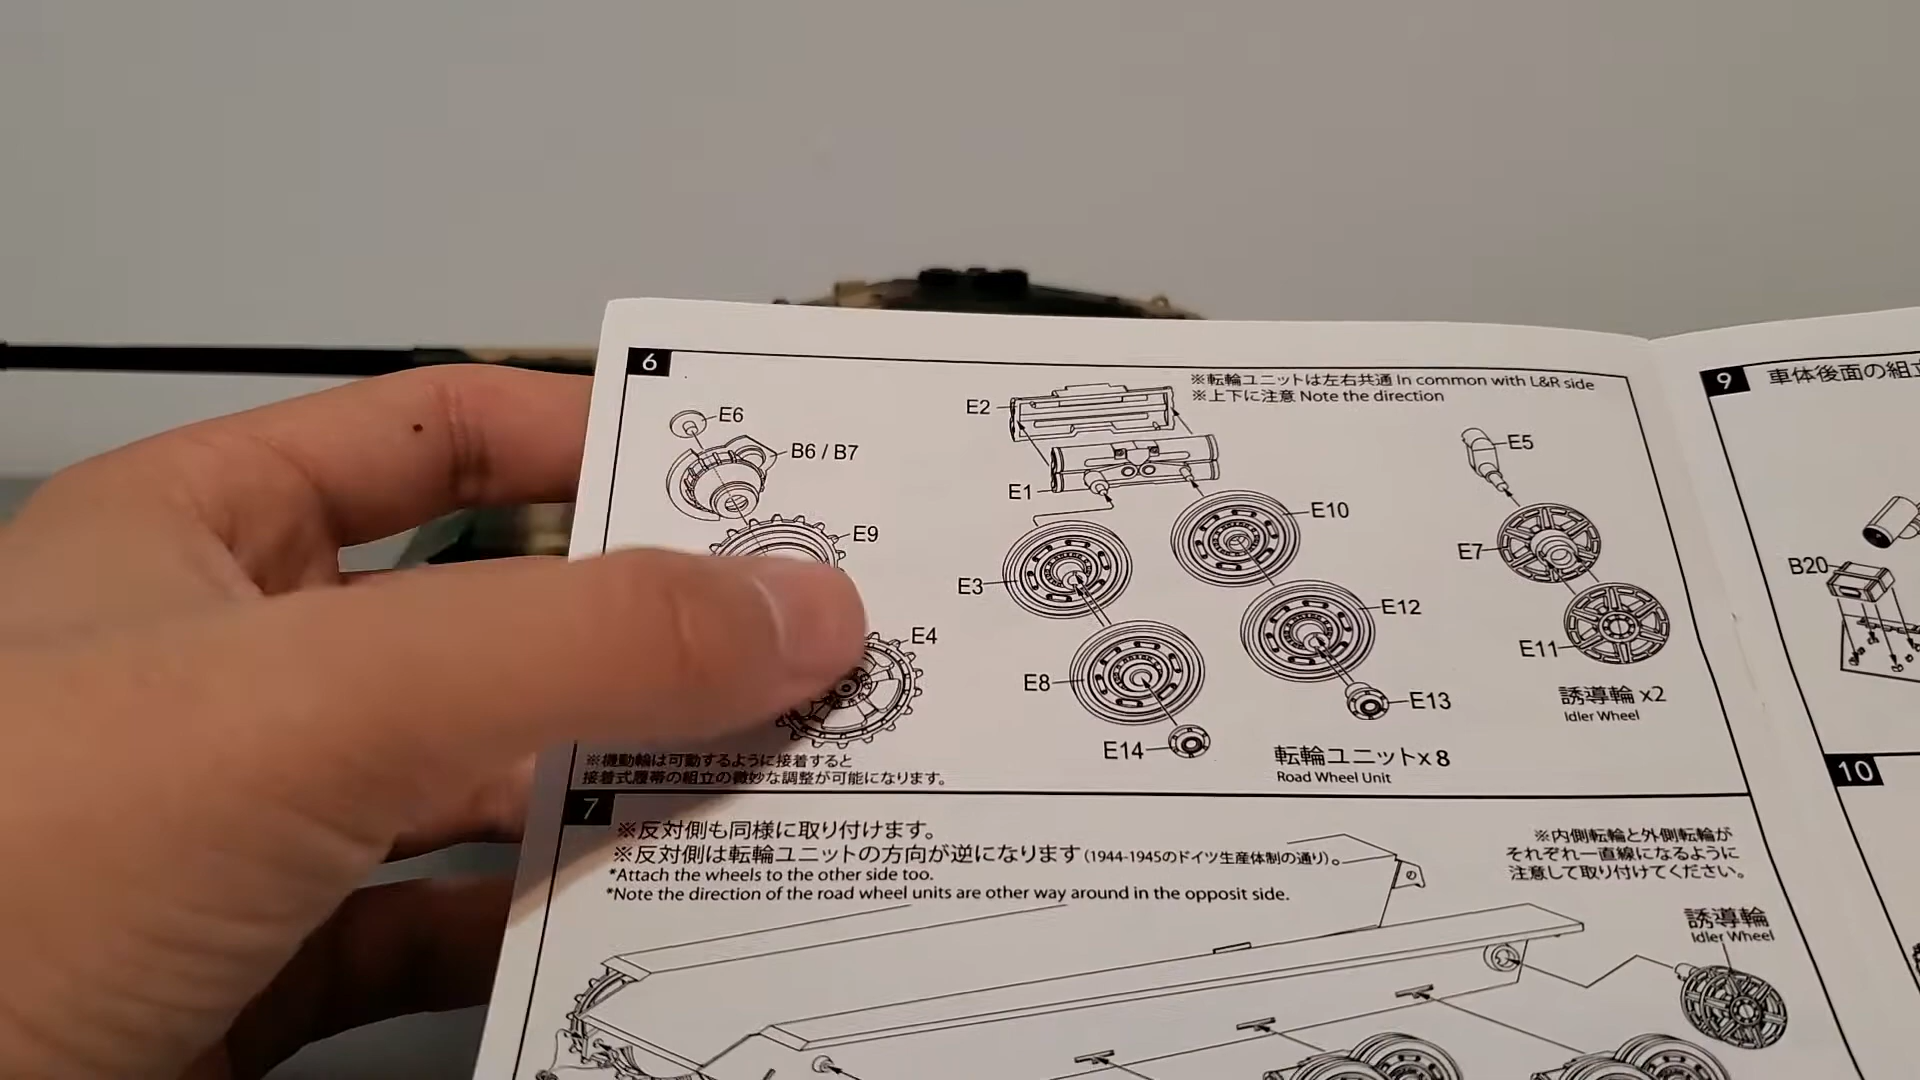 6
※転輪ユニットは左右共通 In common with L&R side
※上下に注意 Note the direction
E6
B6 / B7
E9
E4
※機動輪は可動するように接着すると
接着式履帯の組立の微妙な調整が可能になります。
E2
E1
E10
E3
E12
E8
E13
E14
転輪ユニットx 8
Road Wheel Unit
E5
E7
E11
誘導輪 x2
Idler Wheel
7
※反対側も同様に取り付けます。
※反対側は転輪ユニットの方向が逆になります (1944-1945のドイツ生産体制の通り)。
*Attach the wheels to the other side too.
*Note the direction of the road wheel units are other way around in the opposite side.
※内側転輪と外側転輪が
それぞれ一直線になるように
注意して取り付けてください。
誘導輪
Idler Wheel
9
車体後面の組立
B20
10